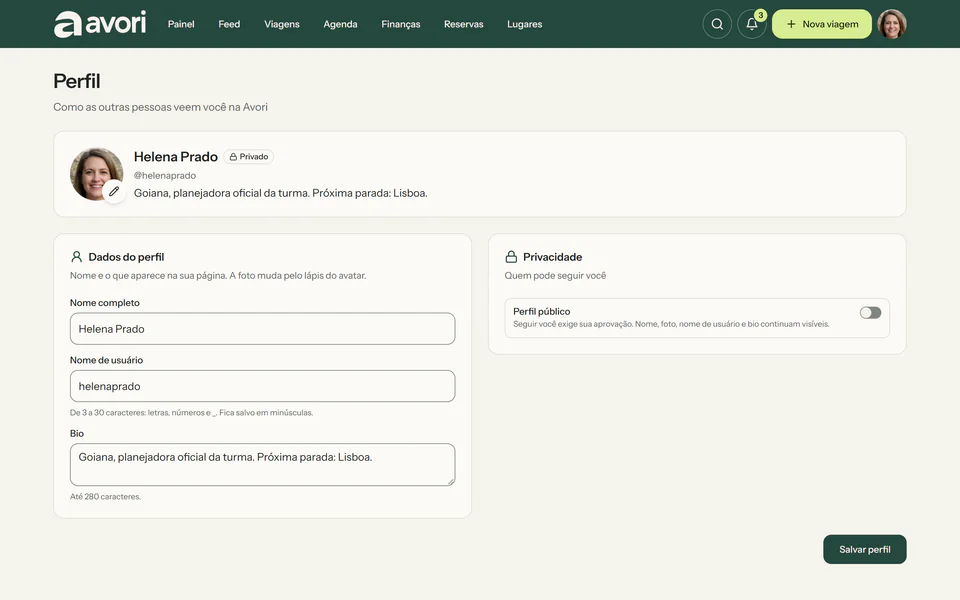 avori
Painel
Feed
Viagens
Agenda
Finanças
Reservas
Lugares
3
+ Nova viagem
Perfil
Como as outras pessoas veem você na Avori
Helena Prado
Privado
@helenaprado
Goiana, planejadora oficial da turma. Próxima parada: Lisboa.
Dados do perfil
Nome e o que aparece na sua página. A foto muda pelo lápis do avatar.
Nome completo
Helena Prado
Nome de usuário
helenaprado
De 3 a 30 caracteres: letras, números e _. Fica salvo em minúsculas.
Bio
Goiana, planejadora oficial da turma. Próxima parada: Lisboa.
Até 280 caracteres.
Privacidade
Quem pode seguir você
Perfil público
Seguir você exige sua aprovação. Nome, foto, nome de usuário e bio continuam visíveis.
Salvar perfil